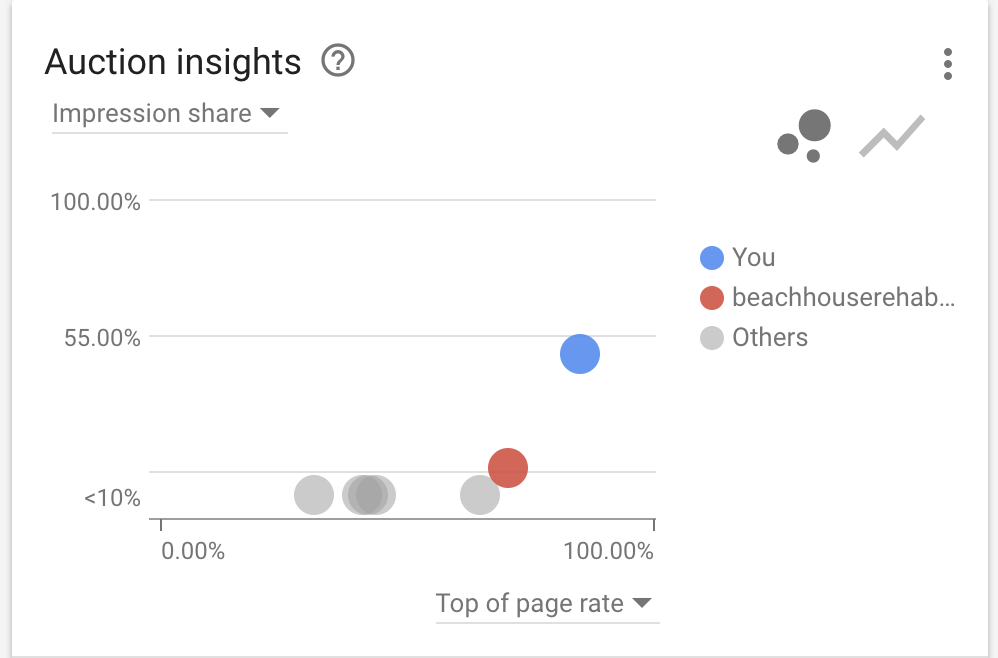 Auction insights ?
Impression share
100.00%
55.00%
<10%
0.00%
100.00%
Top of page rate
You
beachhouserehab...
Others